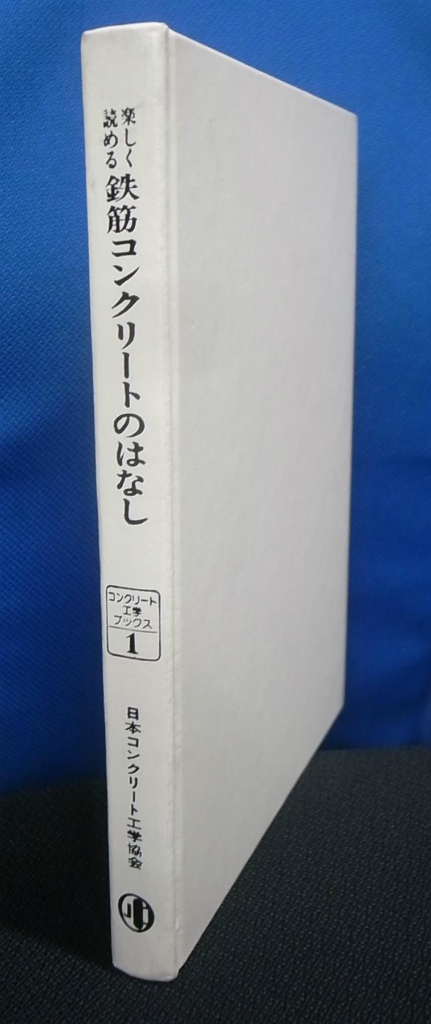 楽しく
読める
鉄筋コンクリートのはなし
コンクリート
工学
ブックス
1
日本コンクリート工学協会
JCI